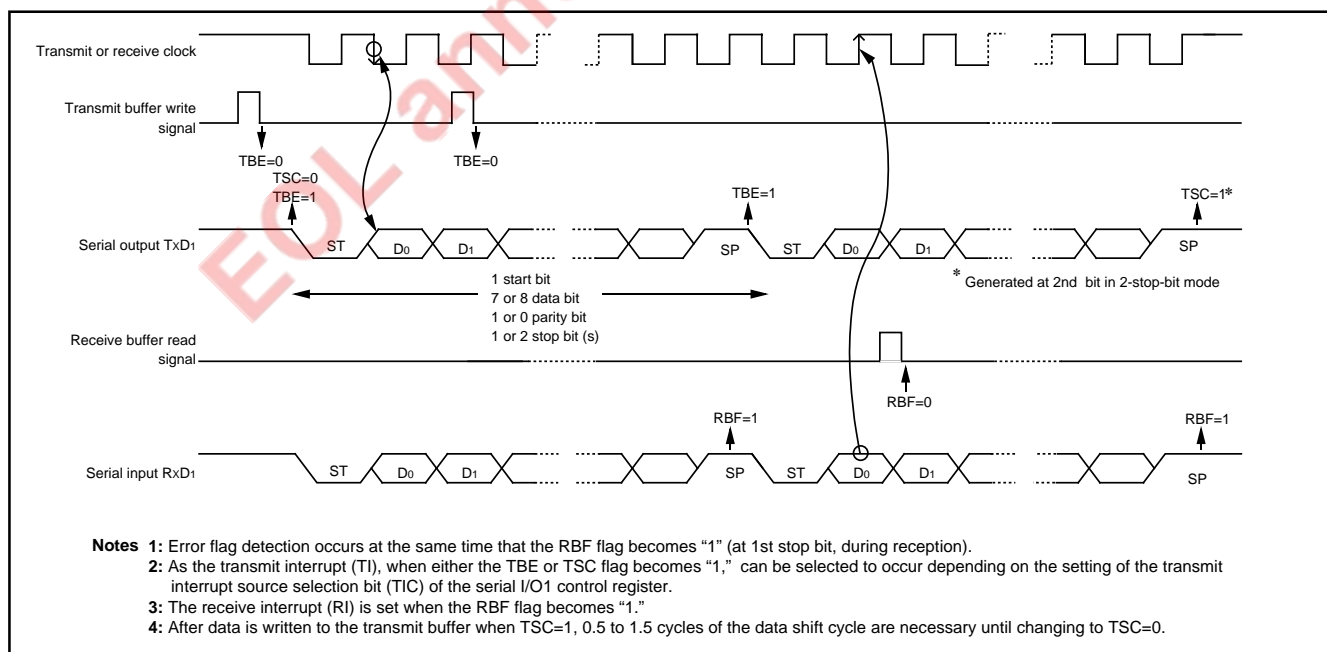 Transmit or receive clock
Transmit buffer write
signal
TBE=0
TBE=0
TSC=0
TBE=1
TBE=1
TSC=1*
Serial output TxD1
ST
D0
D1
SP
ST
D0
D1
SP
* Generated at 2nd bit in 2-stop-bit mode
1 start bit
7 or 8 data bit
1 or 0 parity bit
1 or 2 stop bit (s)
Receive buffer read
signal
RBF=0
RBF=1
RBF=1
Serial input RxD1
ST
D0
D1
SP
ST
D0
D1
SP
Notes 1: Error flag detection occurs at the same time that the RBF flag becomes “1” (at 1st stop bit, during reception).
2: As the transmit interrupt (TI), when either the TBE or TSC flag becomes “1,” can be selected to occur depending on the setting of the transmit
interrupt source selection bit (TIC) of the serial I/O1 control register.
3: The receive interrupt (RI) is set when the RBF flag becomes “1.”
4: After data is written to the transmit buffer when TSC=1, 0.5 to 1.5 cycles of the data shift cycle are necessary until changing to TSC=0.
EOL